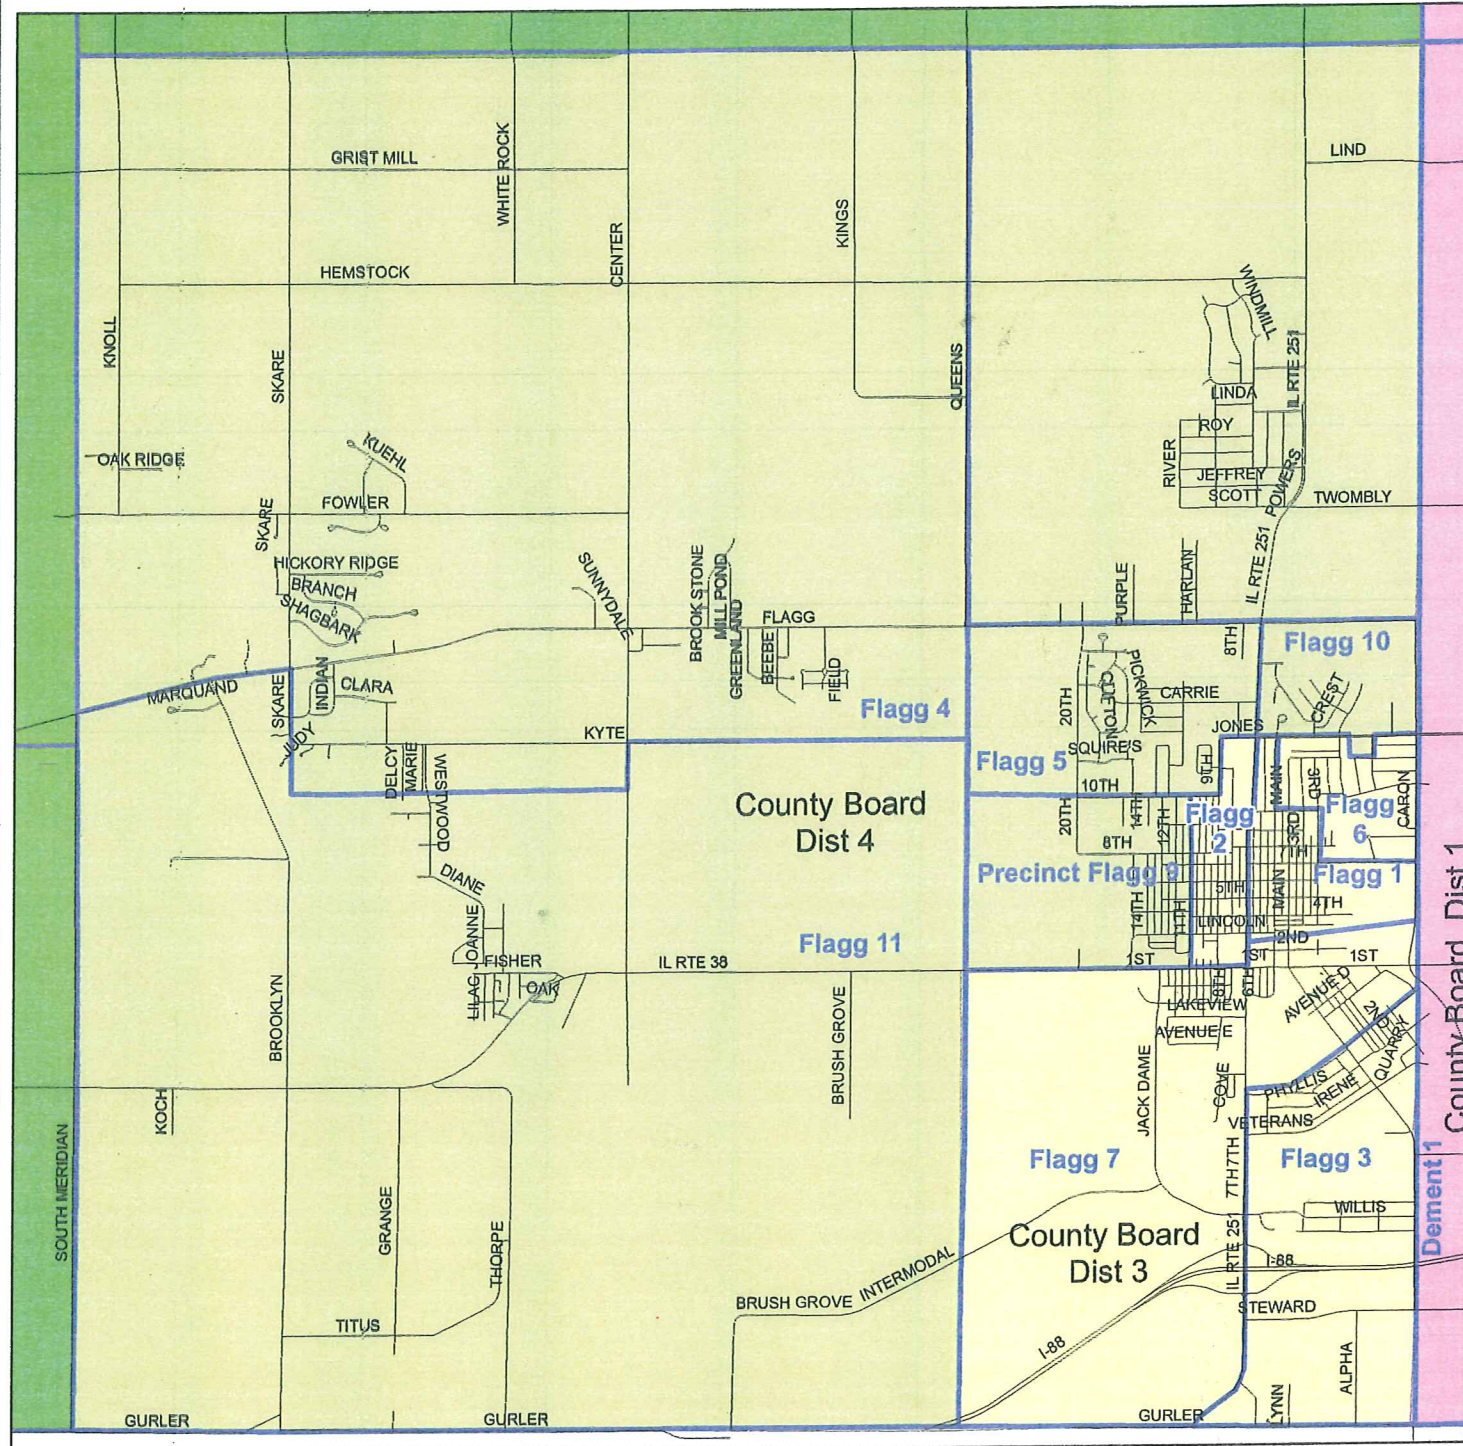 GRIST MILL
WHITE ROCK
LIND
KINGS
CENTER
HEMSTOCK
WINDMILL
KNOLL
SKARE
QUEENS
IL RTE 251
LINDA
ROY
RIVER
KUEHL
OAK RIDGE
JEFFREY
POWERS
SCOTT
TWOMBLY
FOWLER
SKARE
IL RTE 251
HICKORY RIDGE
BRANCH
SHAGBARK
SUNNYDALE
BROOK STONE
MILL POND
GREENLAND
FLAGG
BEEBE
FIELD
PURPLE
HARLAN
8TH
Flagg 10
MARQUAND
SKARE
INDIAN
CLARA
JUDY
Flagg 4
KYTE
20TH
CLIFTON
PICKWICK
CARRIE
JONES
CREST
SQUIRE'S
Flagg 5
10TH
9TH
DELCY
MARIE
WESTWOOD
MAIN
3RD
CARON
County Board
Dist 4
20TH
14TH
12TH
8TH
Flagg
2
3RD
7TH
Flagg
6
Precinct Flagg 9
5TH
MAIN
Flagg 1
4TH
14TH
11TH
LINCOLN
2ND
DIANE
JOANNE
Flagg 11
FISHER
LILAC
OAK
IL RTE 38
1ST
1ST
1ST
8TH
6TH
LAKEVIEW
AVENUE E
AVENUE D
2ND
QUARRY
BROOKLYN
BRUSH GROVE
JACK DAME
COVE
PHYLLIS
IRENE
VETERANS
KOCH
SOUTH MERIDIAN
GRANGE
THORPE
Flagg 7
7TH
7TH
Flagg 3
WILLIS
County Board
Dist 3
IL RTE 251
I-88
STEWARD
BRUSH GROVE
INTERMODAL
I-88
TITUS
ALPHA
LYNN
GURLER
GURLER
GURLER
County Board Dist 1
Dement 1